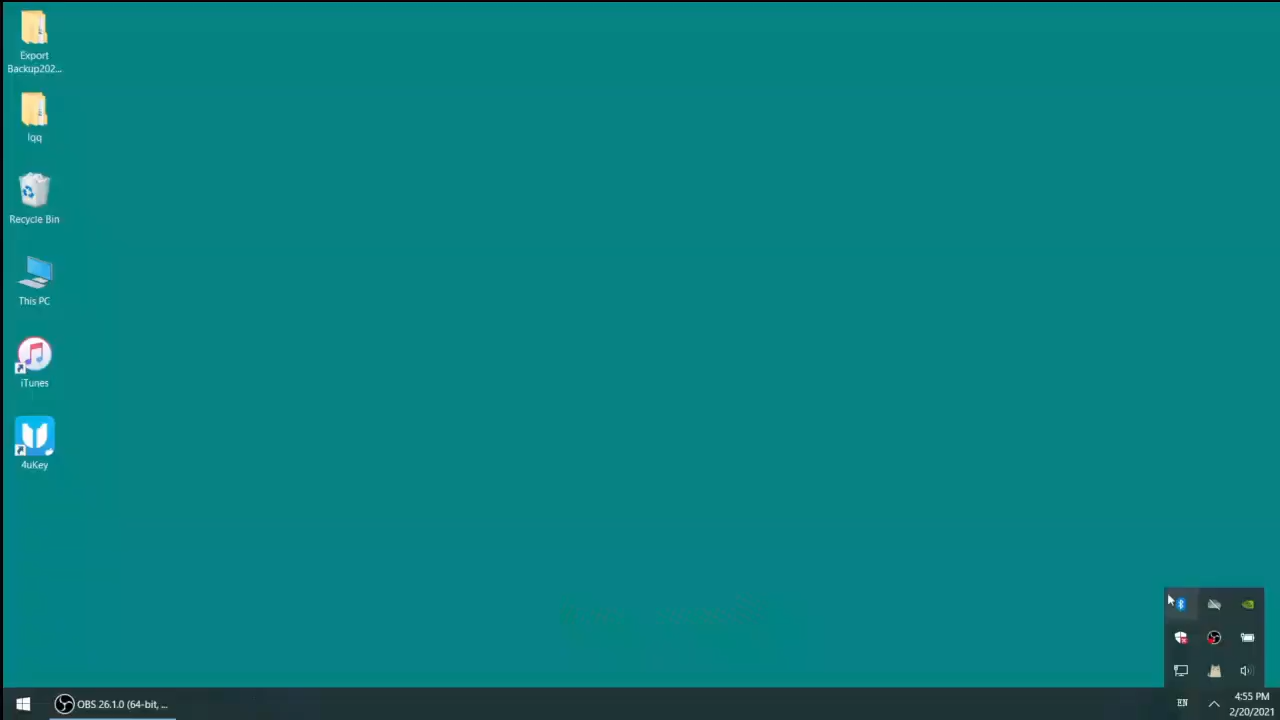 Export
Backup202...
lqq
Recycle Bin
This PC
iTunes
4uKey
OBS 26.1.0 (64-bit, ...
EN
4:55 PM
2/20/2021